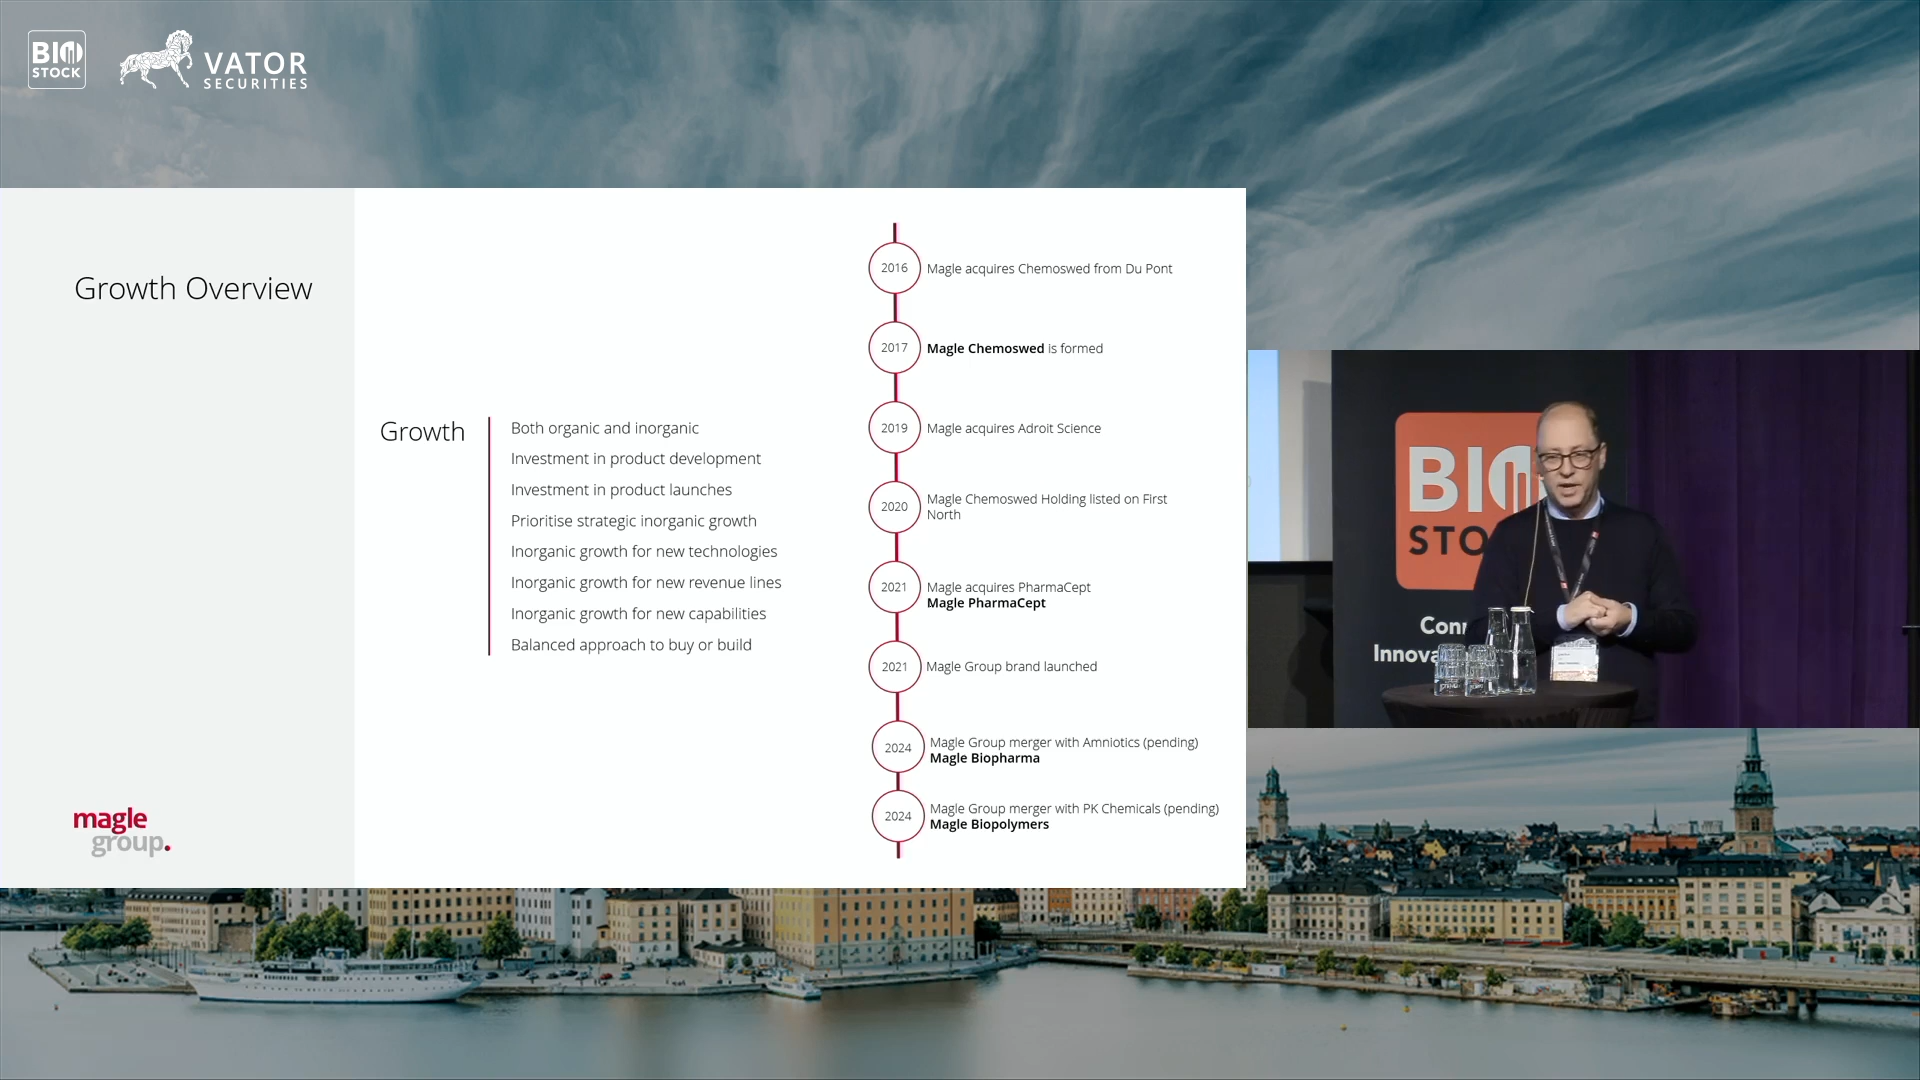 BIO
STOCK
VATOR
SECURITIES
Growth Overview
Growth
Both organic and inorganic
Investment in product development
Investment in product launches
Prioritise strategic inorganic growth
Inorganic growth for new technologies
Inorganic growth for new revenue lines
Inorganic growth for new capabilities
Balanced approach to buy or build
2016
Magle acquires Chemoswed from Du Pont
2017
Magle Chemoswed is formed
2019
Magle acquires Adroit Science
2020
Magle Chemoswed Holding listed on First
North
2021
Magle acquires PharmaCept
Magle PharmaCept
2021
Magle Group brand launched
2024
Magle Group merger with Amniotics (pending)
Magle Biopharma
2024
Magle Group merger with PK Chemicals (pending)
Magle Biopolymers
magle
group.
BIO
STO
Conn
Innova